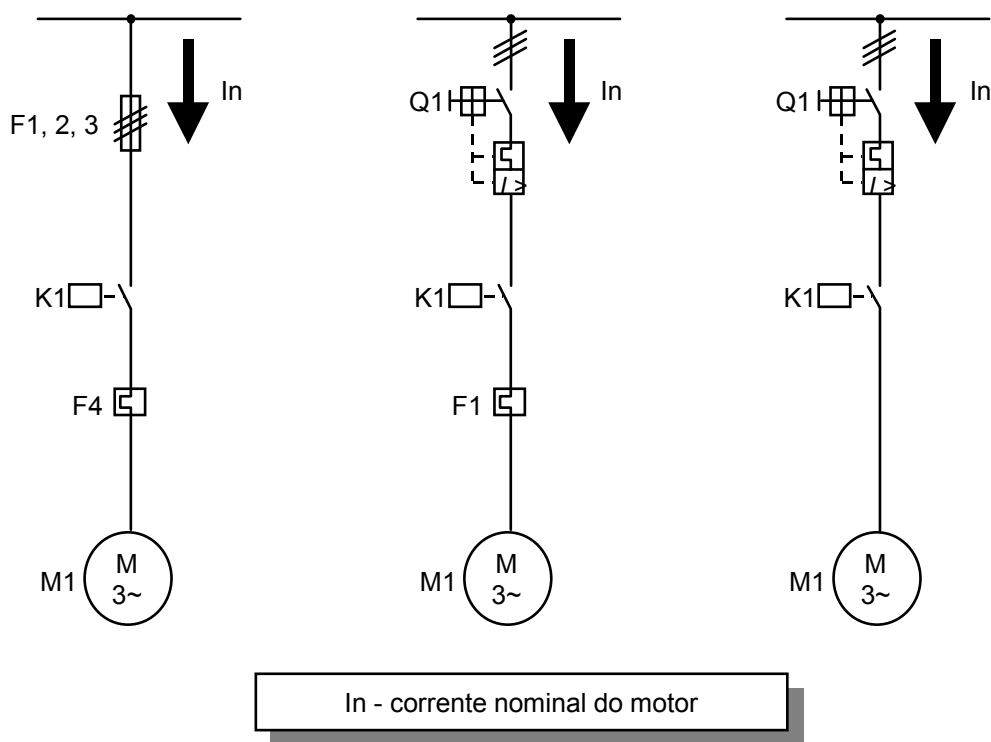 In
F1, 2, 3
K1
F4
M1
M
3~
In
Q1
I >
K1
F1
M1
M
3~
In
Q1
I >
K1
M1
M
3~
In - corrente nominal do motor